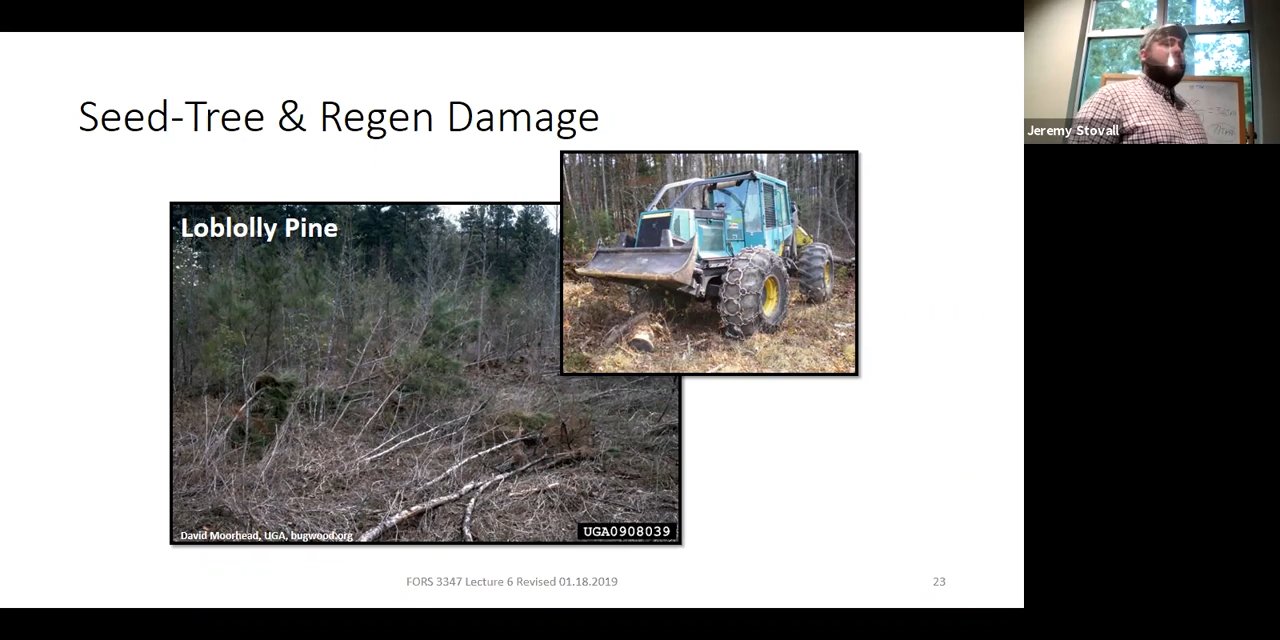 Seed-Tree & Regen Damage
Loblolly Pine
David Moorhead, UGA, bugwood.org
UGA0908039
FORS 3347 Lecture 6 Revised 01.18.2019
23
Jeremy Stovall